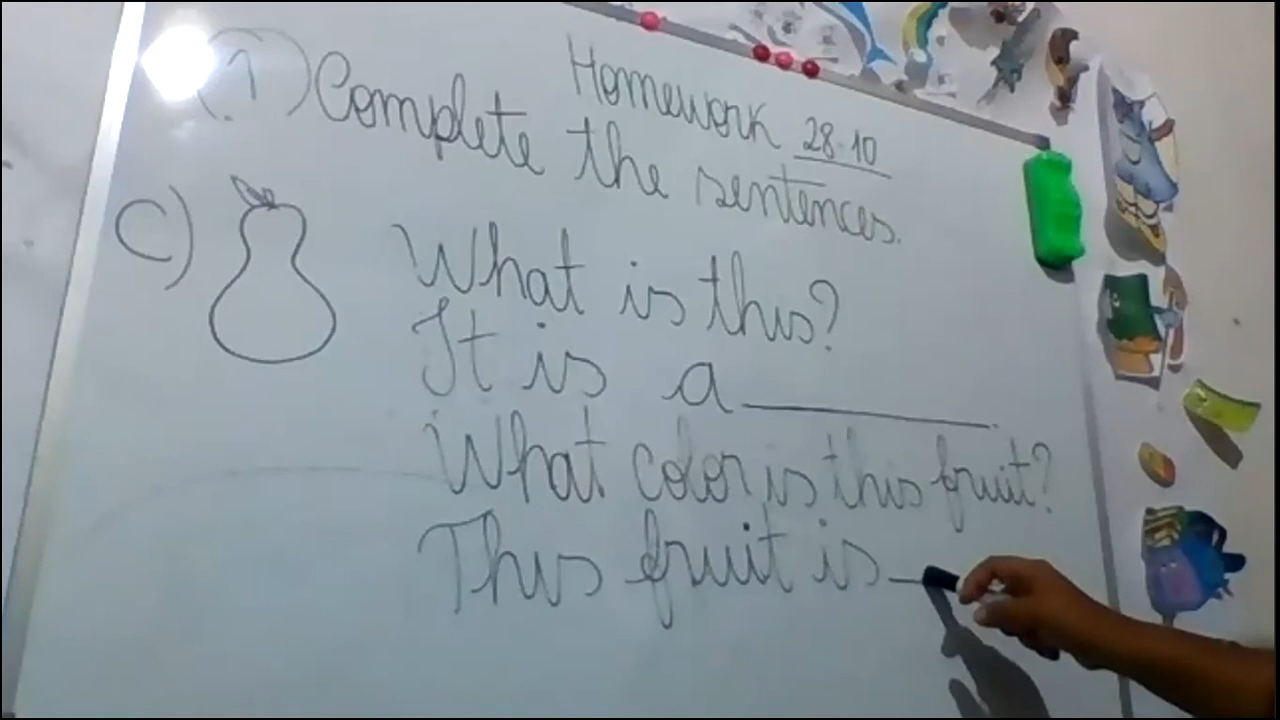 Homework 28.10
1) Complete the sentences.
C)
What is this?
It is a
What color is this fruit?
This fruit is